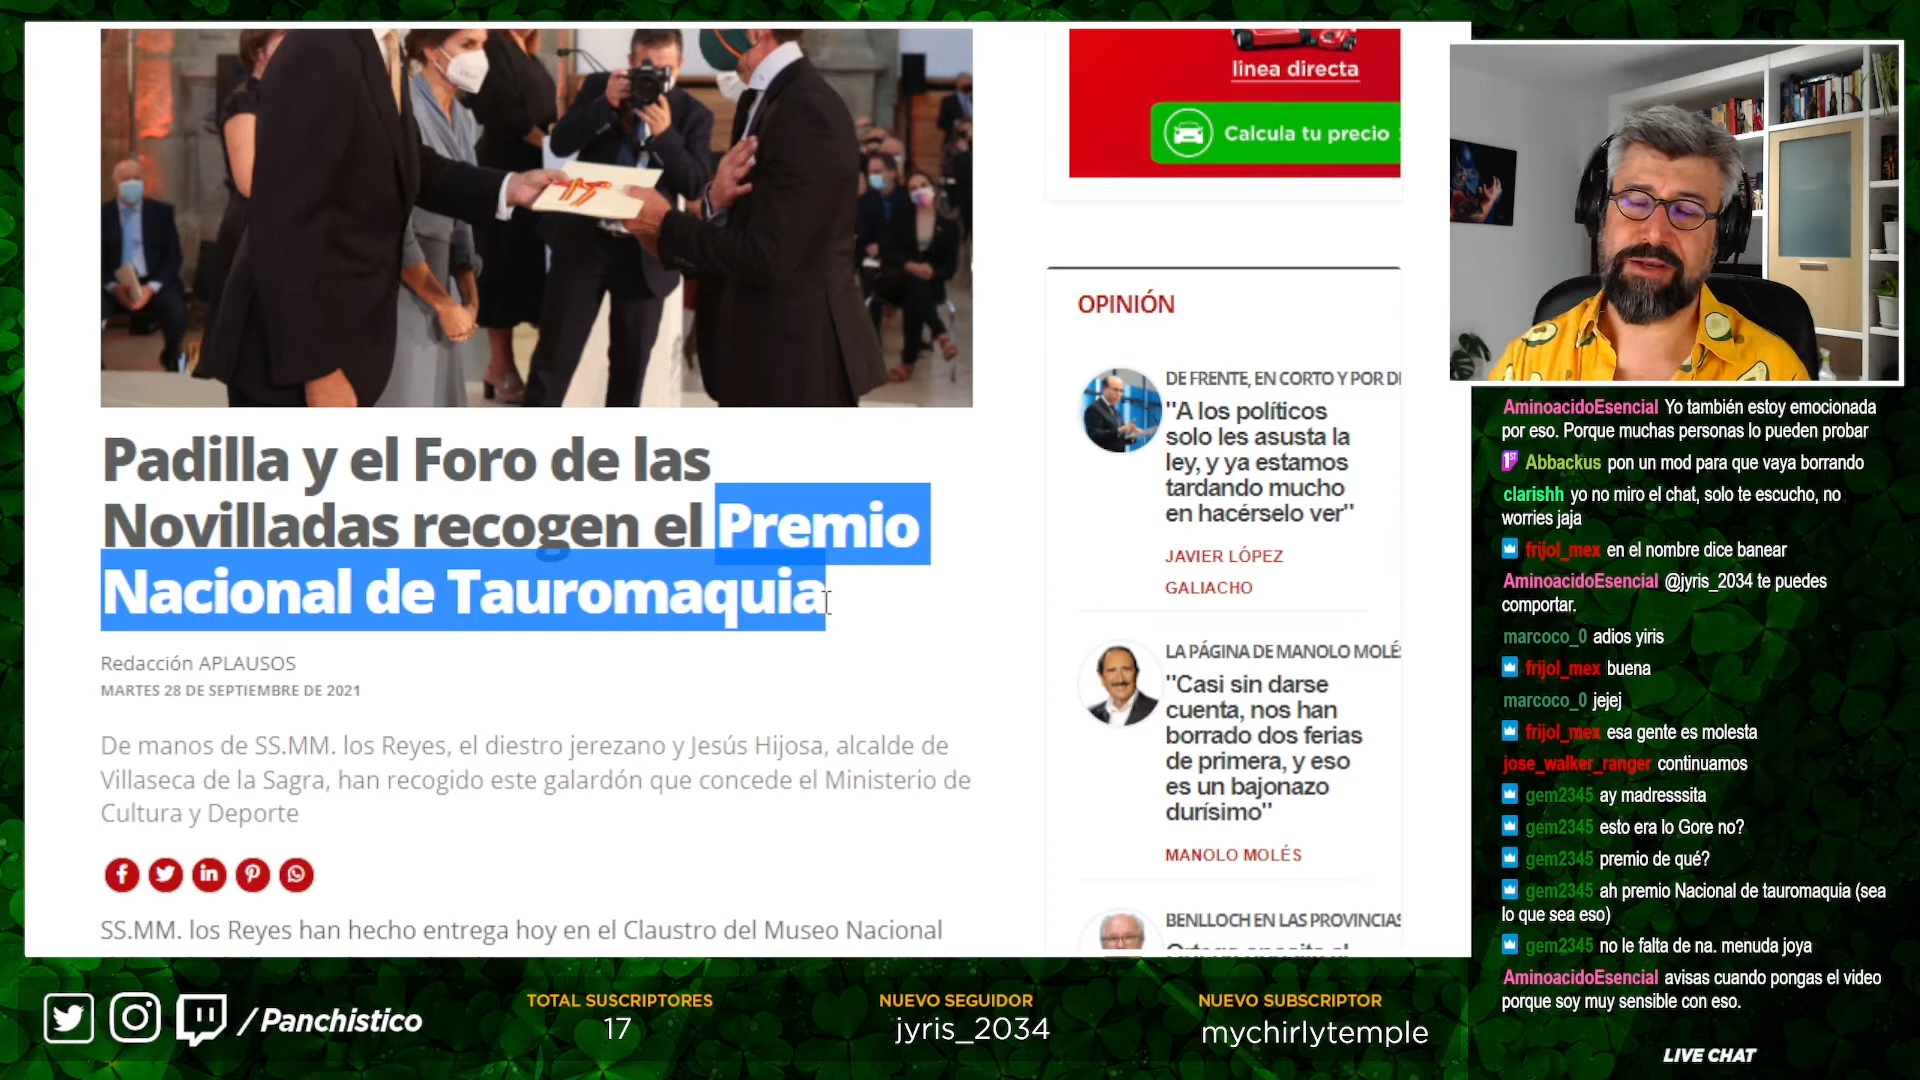 linea directa
Calcula tu precio
Padilla y el Foro de las
Novilladas recogen el Premio
Nacional de Tauromaquia
Redacción APLAUSOS
MARTES 28 DE SEPTIEMBRE DE 2021
De manos de SS.MM. los Reyes, el diestro jerezano y Jesús Hijosa, alcalde de
Villaseca de la Sagra, han recogido este galardón que concede el Ministerio de
Cultura y Deporte
SS.MM. los Reyes han hecho entrega hoy en el Claustro del Museo Nacional
OPINIÓN
DE FRENTE, EN CORTO Y POR
"A los políticos
solo les asusta la
ley, y ya estamos
tardando mucho
en hacérselo ver"
JAVIER LÓPEZ
GALIACHO
LA PÁGINA DE MANOLO MOLÉ
"Casi sin darse
cuenta, nos han
borrado dos ferias
de primera, y eso
es un bajonazo
durísimo"
MANOLO MOLÉS
BENLLOCH EN LAS PROVINCIAS
AminoacidoEsencial Yo también estoy emocionada
por eso. Porque muchas personas lo pueden probar
1ST Abbackus pon un mod para que vaya borrando
clarishh yo no miro el chat, solo te escucho, no
worries jaja
frijol_mex en el nombre dice banear
AminoacidoEsencial @jyris_2034 te puedes
comportar.
marcoco_0 adios yiris
frijol_mex buena
marcoco_0 jejej
frijol_mex esa gente es molesta
jose_walker_ranger continuamos
gem2345 ay madresssita
gem2345 esto era lo Gore no?
gem2345 premio de qué?
gem2345 ah premio Nacional de tauromaquia (sea
lo que sea eso)
gem2345 no le falta de na. menuda joya
AminoacidoEsencial avisas cuando pongas el video
porque soy muy sensible con eso.
LIVE CHAT
/Panchistico
TOTAL SUSCRIPTORES
17
NUEVO SEGUIDOR
jyris_2034
NUEVO SUBSCRIPTOR
mychirlytemple